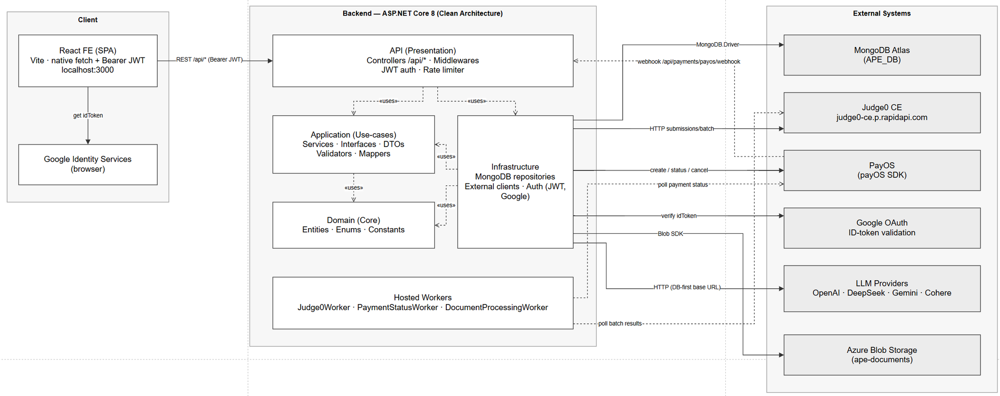 Client
React FE (SPA)
Vite · native fetch + Bearer JWT
localhost:3000
get idToken
Google Identity Services
(browser)
REST /api/* (Bearer JWT)
Backend — ASP.NET Core 8 (Clean Architecture)
API (Presentation)
Controllers /api/* · Middlewares
JWT auth · Rate limiter
«uses»
«uses»
Application (Use-cases)
Services · Interfaces · DTOs
Validators · Mappers
«uses»
«uses»
«uses»
Domain (Core)
Entities · Enums · Constants
Infrastructure
MongoDB repositories
External clients · Auth (JWT,
Google)
Hosted Workers
Judge0Worker · PaymentStatusWorker · DocumentProcessingWorker
MongoDB.Driver
webhook /api/payments/payos/webhook
HTTP submissions/batch
create / status / cancel
poll payment status
verify idToken
Blob SDK
HTTP (DB-first base URL)
poll batch results
External Systems
MongoDB Atlas
(APE_DB)
Judge0 CE
judge0-ce.p.rapidapi.com
PayOS
(payOS SDK)
Google OAuth
ID-token validation
LLM Providers
OpenAI · DeepSeek · Gemini · Cohere
Azure Blob Storage
(ape-documents)